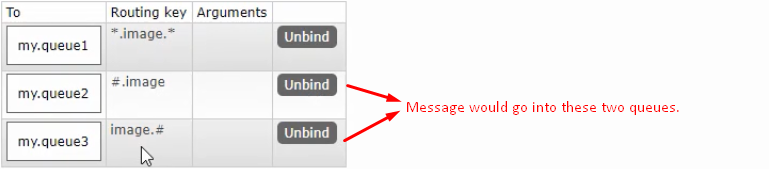 To Routing key Arguments
my.queue1 *.image.* Unbind
my.queue2 #.image Unbind
Message would go into these two queues.
my.queue3 image.# Unbind